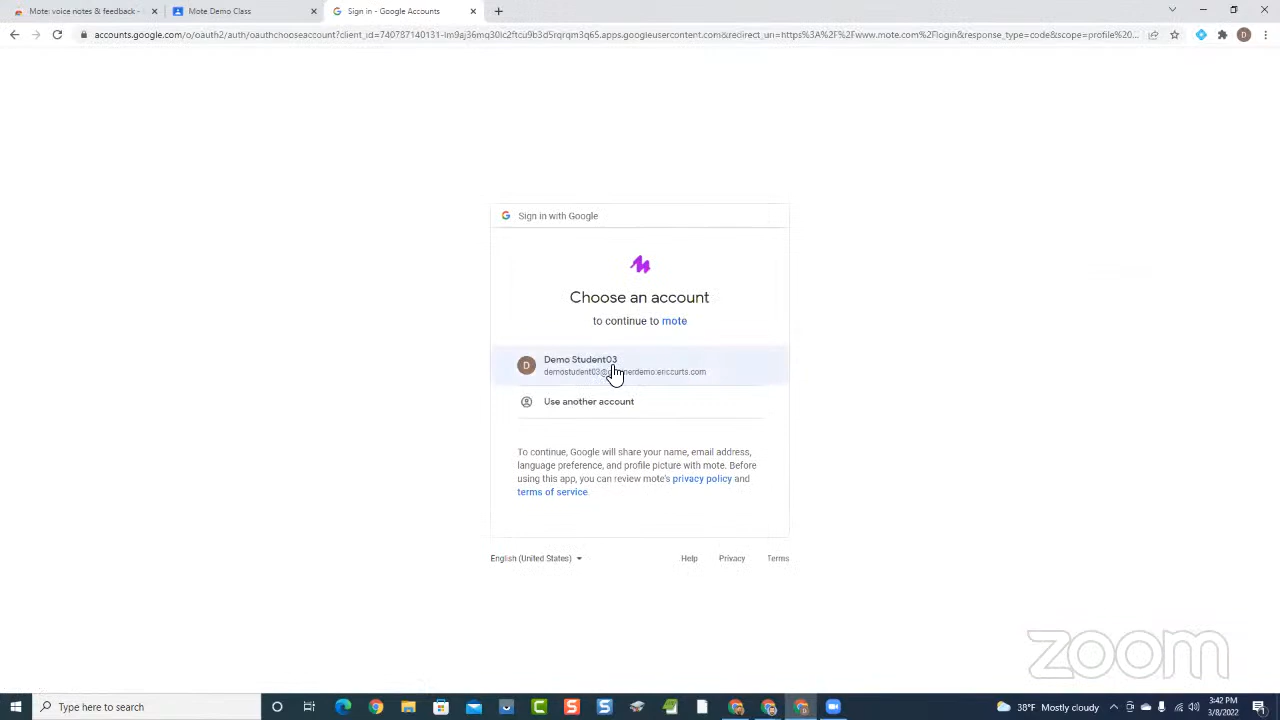 Mote: voice notes & feedback -
Mote Demo Class
Sign in - Google Accounts
Sign in with Google
Choose an account
to continue to mote
D
Demo Student03
Use another account
To continue, Google will share your name, email address,
language preference, and profile picture with mote. Before
using this app, you can review mote's privacy policy and
terms of service.
English (United States)
Help
Privacy
Terms
zoom
Type here to search
38°F Mostly cloudy
3:42 PM
3/8/2022